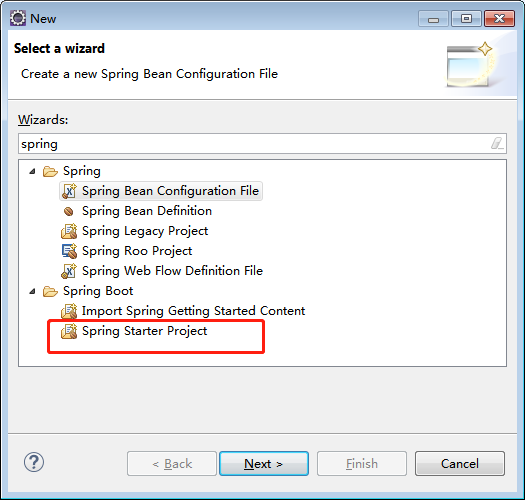 New
Select a wizard
Create a new Spring Bean Configuration File
Wizards:
spring
Spring
Spring Bean Configuration File
Spring Bean Definition
Spring Legacy Project
Spring Roo Project
Spring Web Flow Definition File
Spring Boot
Import Spring Getting Started Content
Spring Starter Project
? < Back Next > Finish Cancel